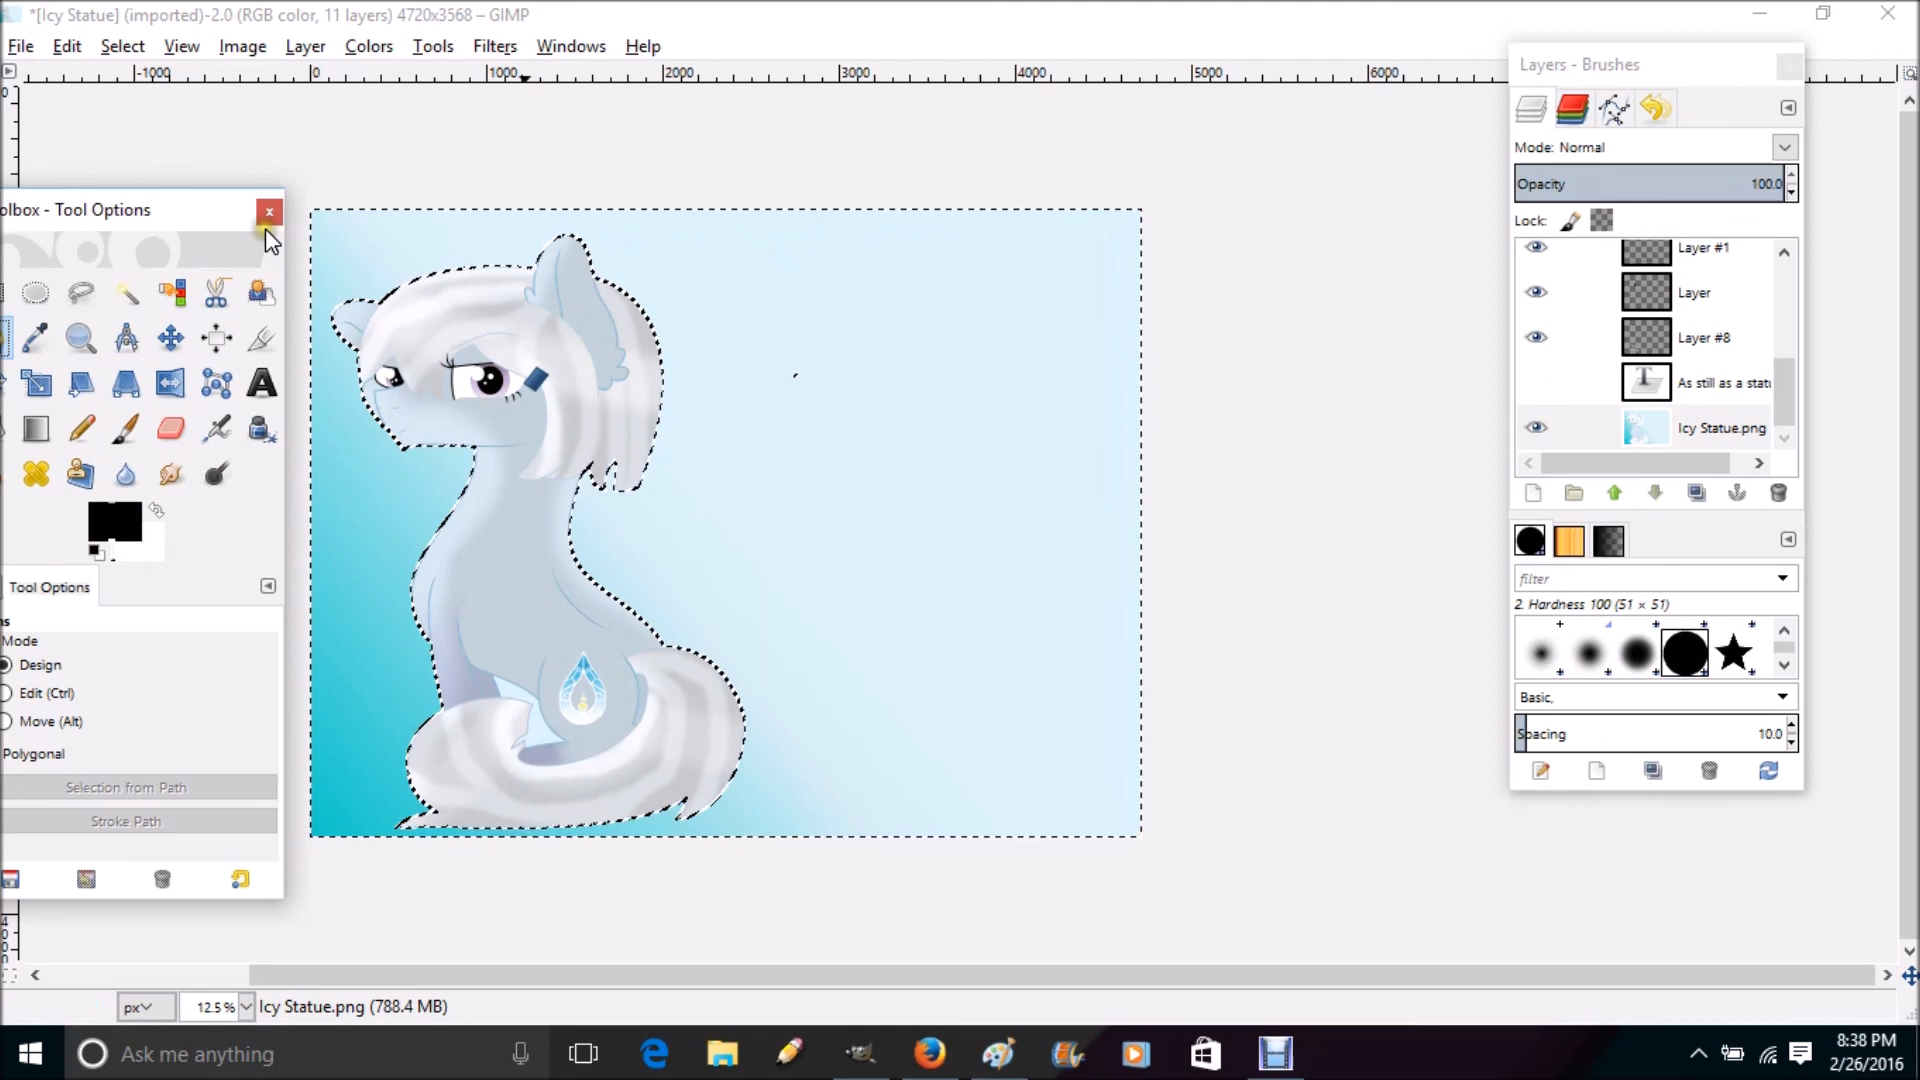 *[Icy Statue] (imported)-2.0 (RGB color, 11 layers) 4720x3568 – GIMP
File Edit Select View Image Layer Colors Tools Filters Windows Help
-1000 0 1000 2000 3000 4000 5000 6000
Layers - Brushes
Mode: Normal
Opacity 100.0
Lock:
Layer #1
Layer
Layer #8
As still as a stat
Icy Statue.png
filter
2. Hardness 100 (51 × 51)
Basic,
Spacing 10.0
olbox - Tool Options
Tool Options
ns
Mode
Design
Edit (Ctrl)
Move (Alt)
Polygonal
Selection from Path
Stroke Path
px 12.5 % Icy Statue.png (788.4 MB)
Ask me anything
8:38 PM
2/26/2016